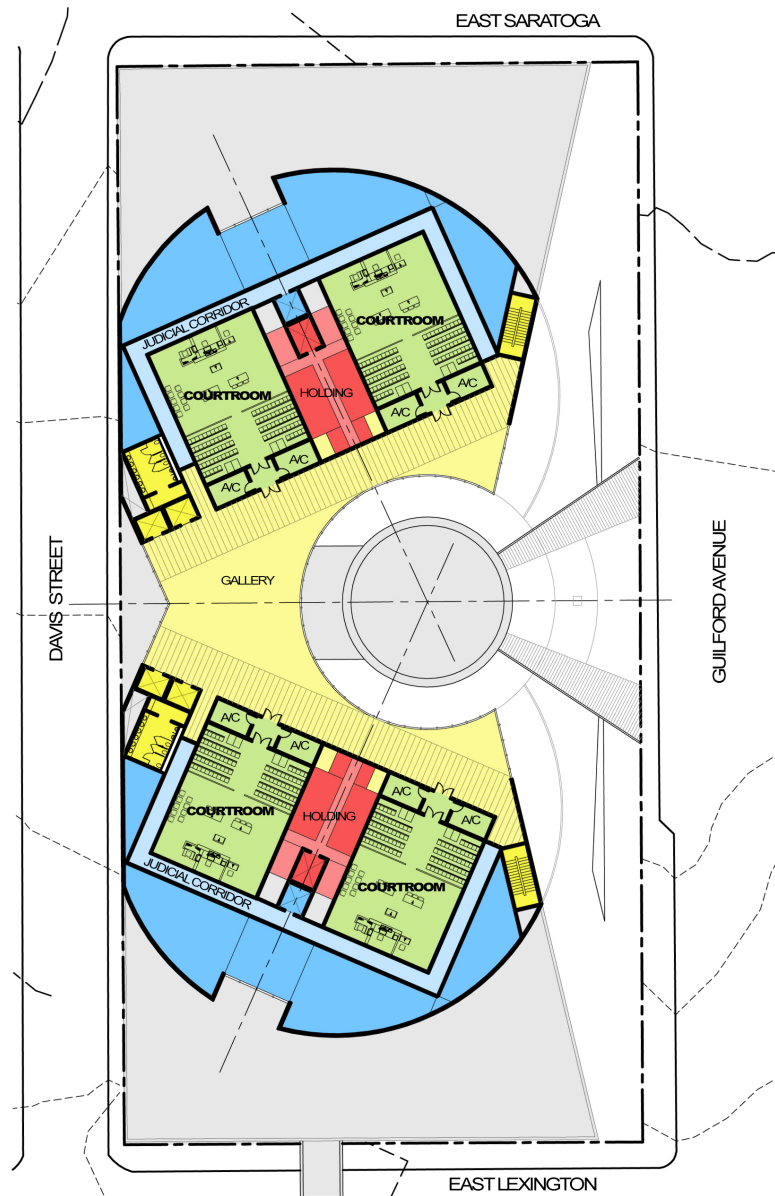 EAST SARATOGA
JUDICIAL CORRIDOR
COURTROOM
COURTROOM
HOLDING
A/C
A/C
A/C
A/C
DAVIS STREET
GALLERY
GUILFORD AVENUE
A/C
A/C
A/C
A/C
COURTROOM
HOLDING
COURTROOM
JUDICIAL CORRIDOR
EAST LEXINGTON